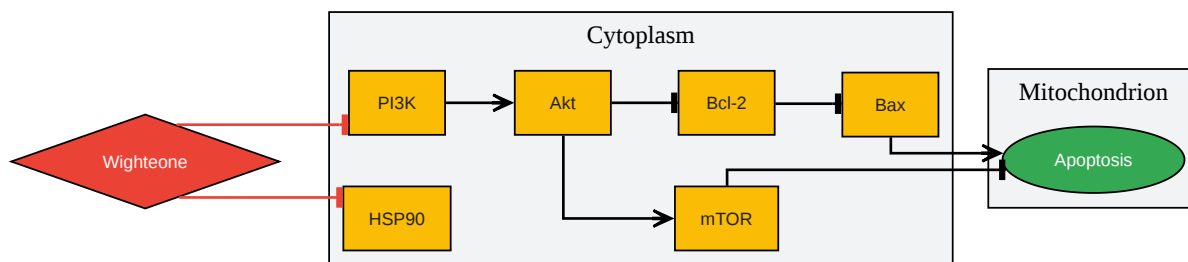 Cytoplasm
PI3K
Akt
Bcl-2
Bax
Mitochondrion
Wighteone
Apoptosis
HSP90
mTOR